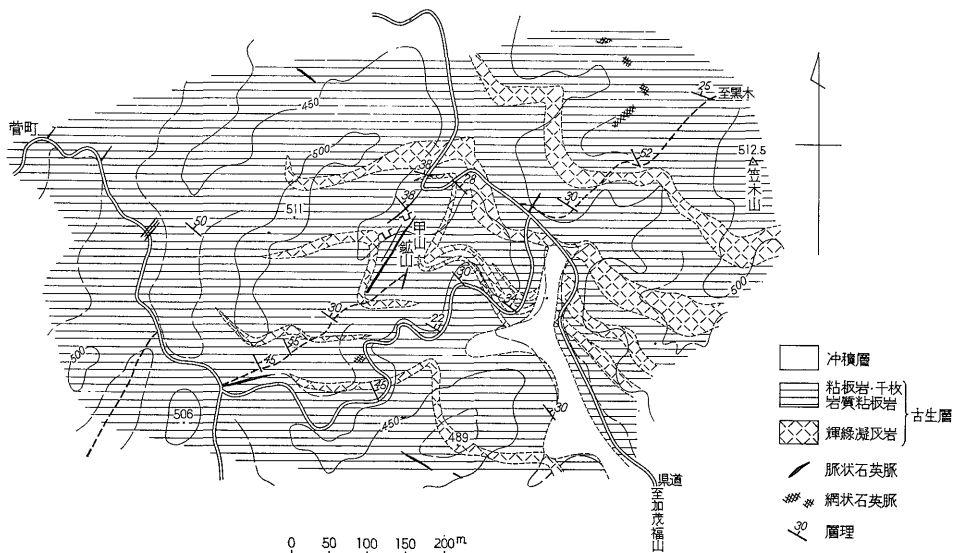 菅町
450
500
511
50
38
38
28
甲山
鉱山
30
24
30
22
35
35
25
至黒木
52
30
512.5
笠木山
500
500
506
450
489
30
県道
至加茂福山
冲積層
粘板岩・千枚
岩質粘板岩
輝綠凝灰岩
古生層
脈状石英脈
網状石英脈
30
層理
0 50 100 150 200m